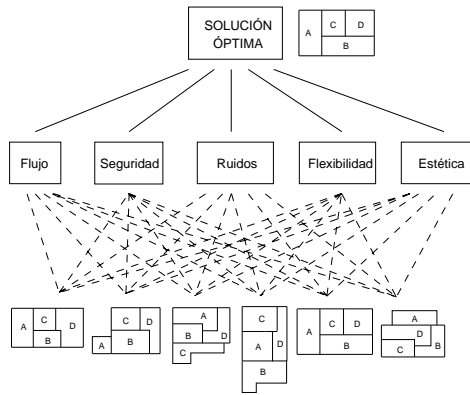 SOLUCIÓN
ÓPTIMA
A C D
B
Flujo Seguridad Ruidos Flexibilidad Estética
A C D
B
C D
A B
A
B D
C
C
A D
B
A C D
B
A
D
C B